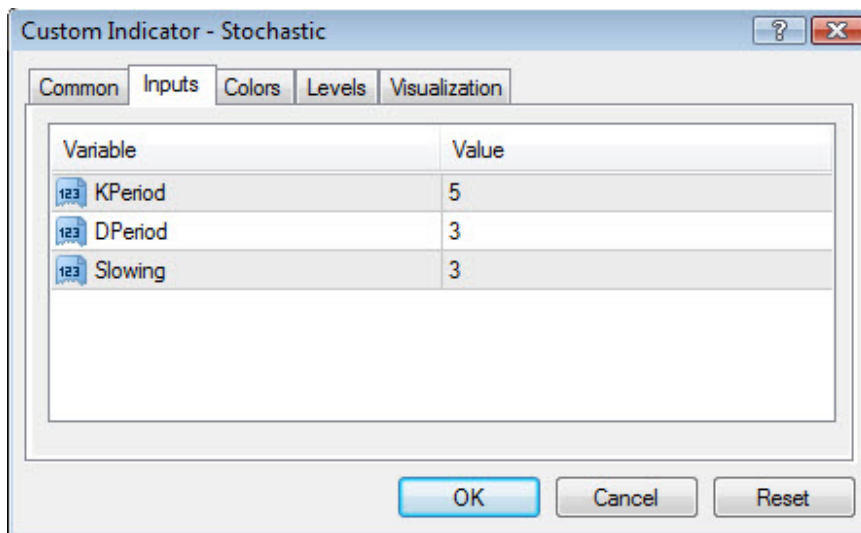 Custom Indicator - Stochastic
Common Inputs Colors Levels Visualization
Variable Value
123 KPeriod 5
123 DPeriod 3
123 Slowing 3
OK Cancel Reset